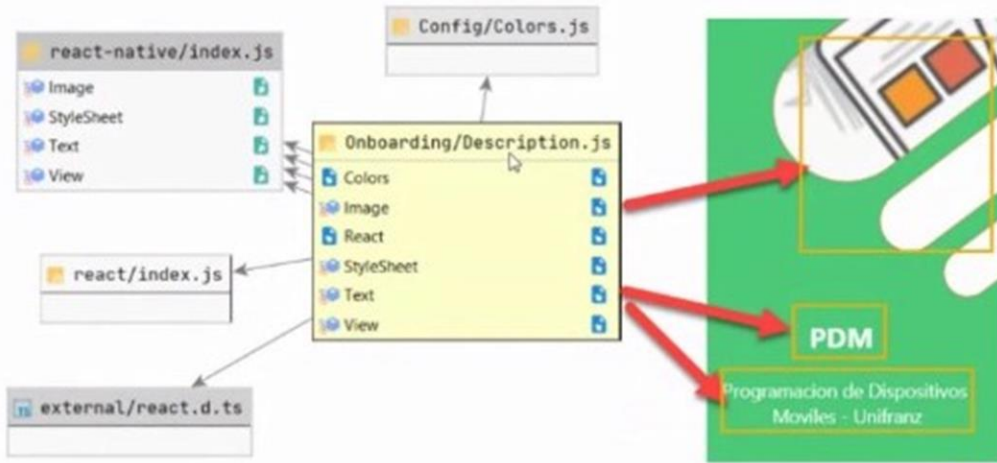 Config/Colors.js
react-native/index.js
Image
StyleSheet
Text
View
Onboarding/Description.js
Colors
Image
React
StyleSheet
Text
View
react/index.js
TS external/react.d.ts
PDM
Programacion de Dispositivos
Moviles - Unifranz